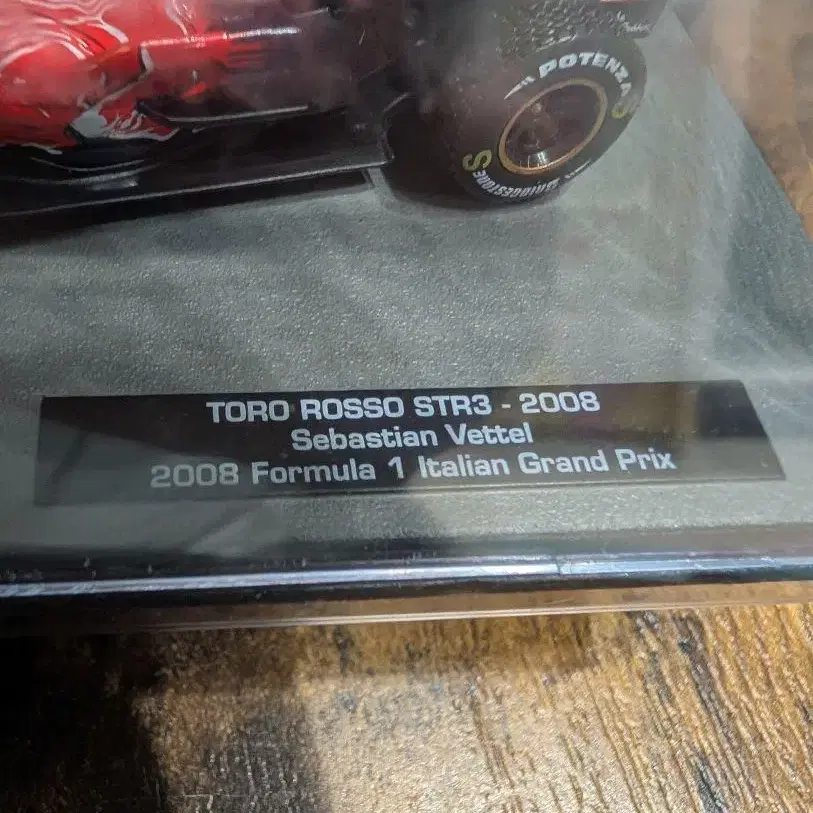 POTENZA
S
S
BRIDGESTONE
TORO ROSSO STR3 - 2008
Sebastian Vettel
2008 Formula 1 Italian Grand Prix